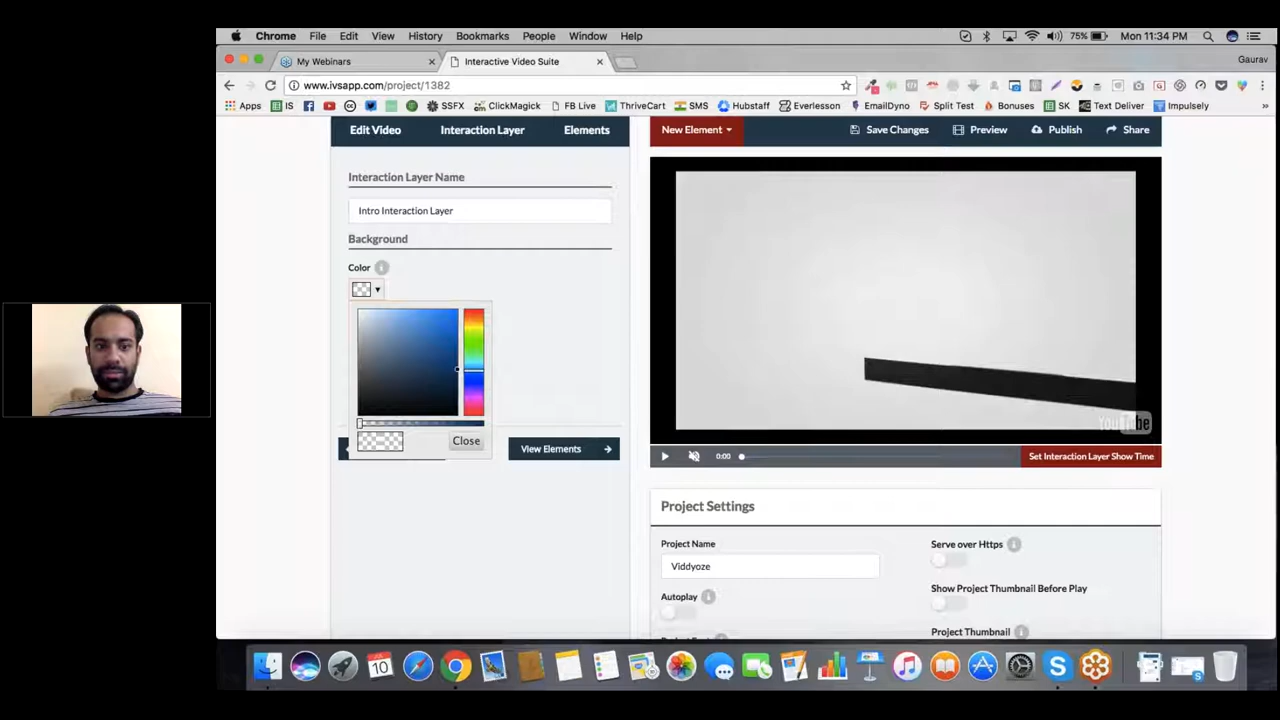 Chrome File Edit View History Bookmarks People Window Help 75% Mon 11:34 PM
My Webinars Interactive Video Suite Gaurav
www.ivsapp.com/project/1382
Apps IS FB SSFX ClickMagick FB Live ThriveCart SMS Hubstaff Everlesson EmailDyno Split Test Bonuses SK Text Deliver Impulsely »
Edit Video Interaction Layer Elements New Element Save Changes Preview Publish Share
Interaction Layer Name
Intro Interaction Layer
Background
Color
Close
View Elements
YouTube
0:00 Set Interaction Layer Show Time
Project Settings
Project Name Serve over Https
Viddyoze
Show Project Thumbnail Before Play
Autoplay
Project Thumbnail
10